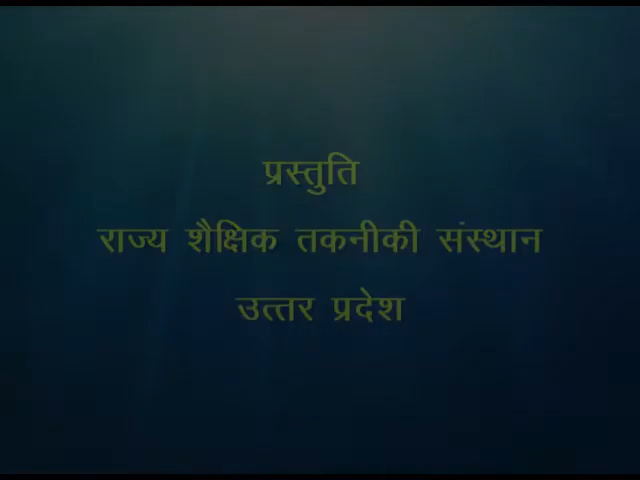 प्रस्तुति
राज्य शैक्षिक तकनीकी संस्थान
उत्तर प्रदेश